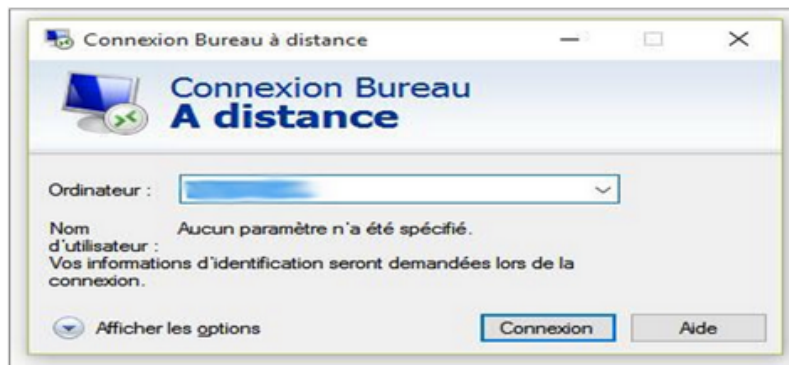 Connexion Bureau à distance
Connexion Bureau
A distance
Ordinateur :
Nom Aucun paramètre n'a été spécifié.
d'utilisateur :
Vos informations d'identification seront demandées lors de la
connexion.
Afficher les options Connexion Aide